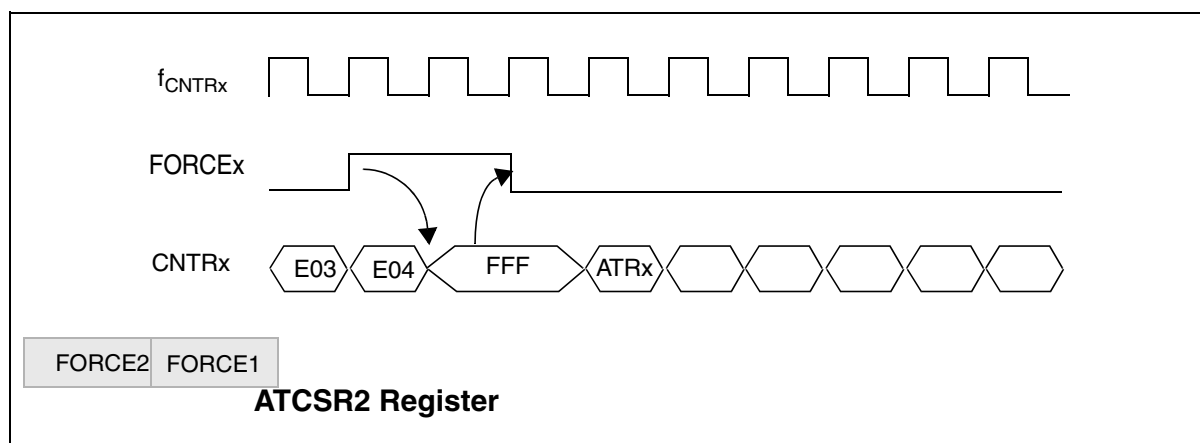 fCNTRx
FORCEx
CNTRx E03 E04 FFF ATRx
FORCE2 FORCE1
ATCSR2 Register